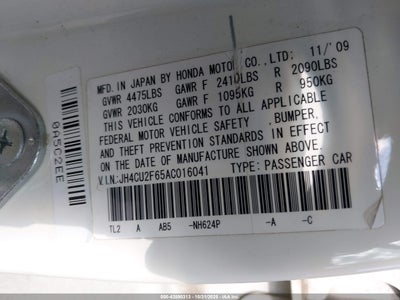 MFD.IN JAPAN BY HONDA MOTOR CO.,LTD: 11/'09
GVWR 4475LBS GAWR F 2410LBS R 2090LBS
GVWR 2030KG GAWR F 1095KG R 950KG
THIS VEHICLE CONFORMS TO ALL APPLICABLE
FEDERAL MOTOR VEHICLE SAFETY ,BUMPER,
AND THEFT PREVENTION STANDARDS IN EFFECT
ON THE DATE OF MANUFACTURE SHOWN ABOVE.
V.I.N:JH4CU2F65AC016041 TYPE: PASSENGER CAR
TL2 A AB5 -NH624P -A -C
0A5C2EE